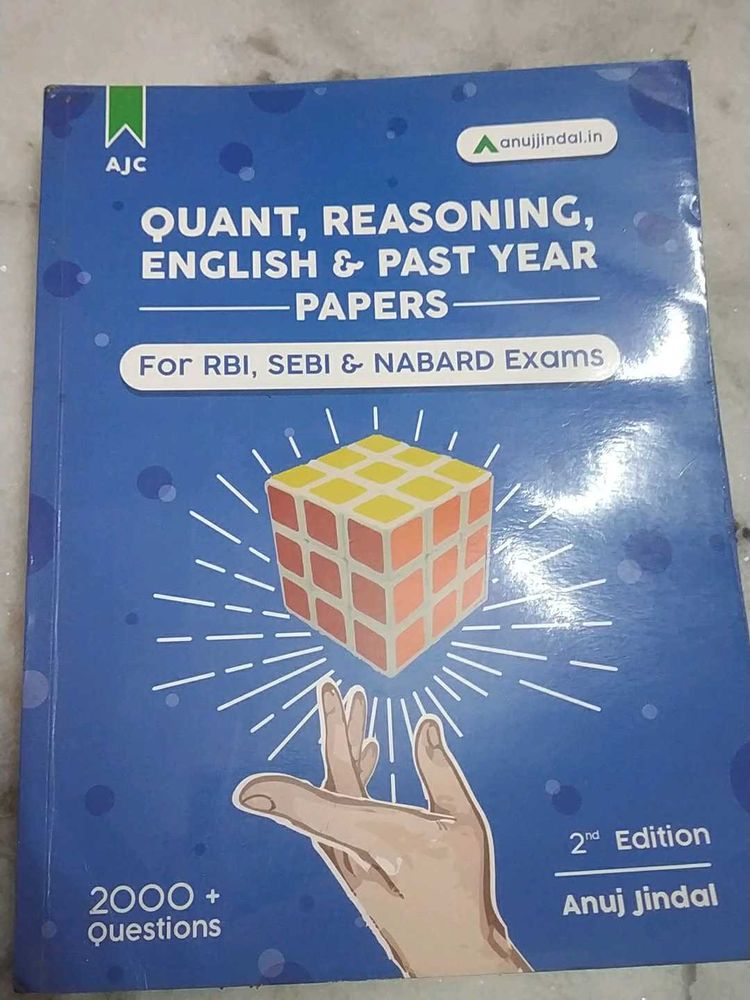 AJC
anujjindal.in
QUANT, REASONING,
ENGLISH & PAST YEAR
PAPERS
For RBI, SEBI & NABARD Exams
2nd Edition
Anuj Jindal
2000 +
Questions